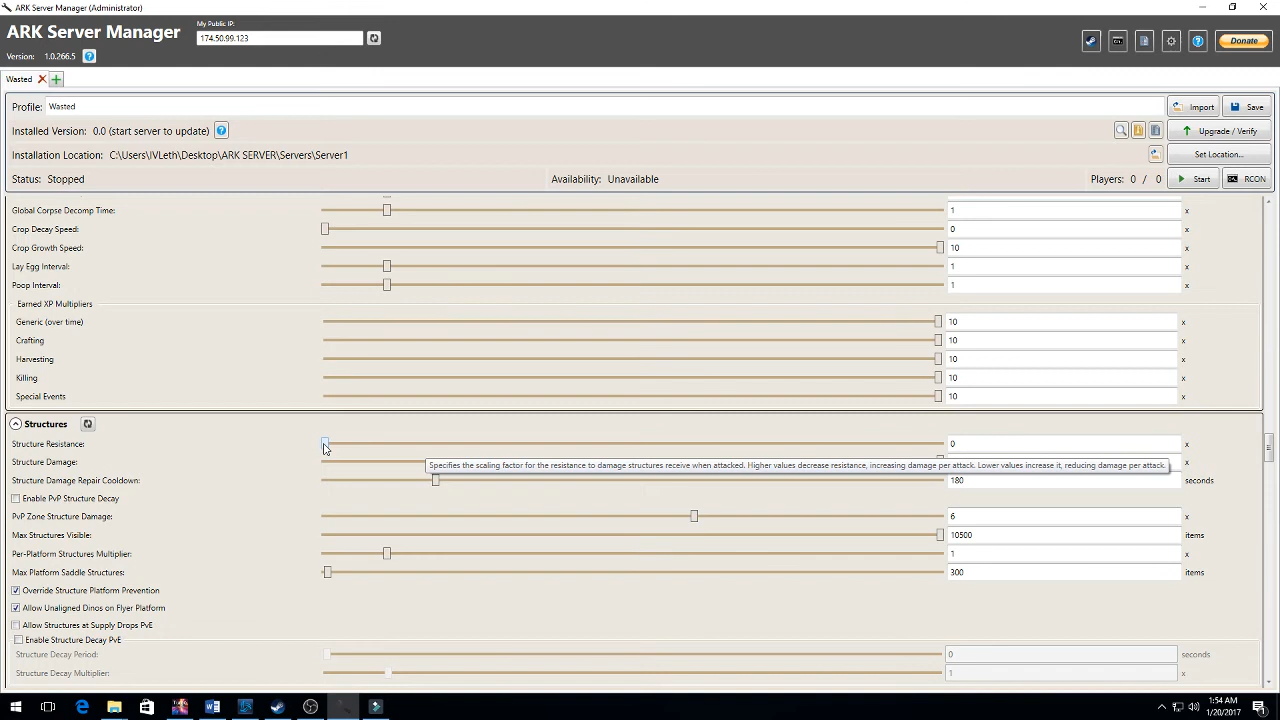 ARK Server Manager (Administrator)
ARK Server Manager
My Public IP:
174.50.99.123
Donate
Version: 1.0.266.5
Wasted
Profile: Wasted
Import Save
Installed Version: 0.0 (start server to update)
Upgrade / Verify
Installation Location: C:\Users\IVLeth\Desktop\ARK SERVER\Servers\Server1
Set Location...
Status: Stopped Availability: Unavailable Players: 0 / 0 Start RCON
Global Corpse Decomp Time: 1 x
Crop Decay Speed: 0 x
Crop Growth Speed: 10 x
Lay Egg Interval: 1 x
Poop Interval: 1 x
Earned XP Multipliers
Generic (over time) 10 x
Crafting 10 x
Harvesting 10 x
Killing 10 x
Special Events 10 x
Structures
Structure Resistance: 0 x
Structure Damage: x
Specifies the scaling factor for the resistance to damage structures receive when attacked. Higher values decrease resistance, increasing damage per attack. Lower values increase it, reducing damage per attack.
Structure Damage Repair Cooldown: 180 seconds
Enable PvP Structure Decay
PvP Zone Structure Damage: 6 x
Max Structures Visible: 10500 items
Per-Platform Structures Multiplier: 1 x
Max Platform Saddle Structures: 300 items
Override Structure Platform Prevention
Allow Unaligned Dinos on Flyer Platform
Allow Structures at Supply Drops PvE
Enable Structure Decay PvE
Structure Decay Period: 0 seconds
Structure Decay Multiplier: 1 x
1:54 AM
1/20/2017